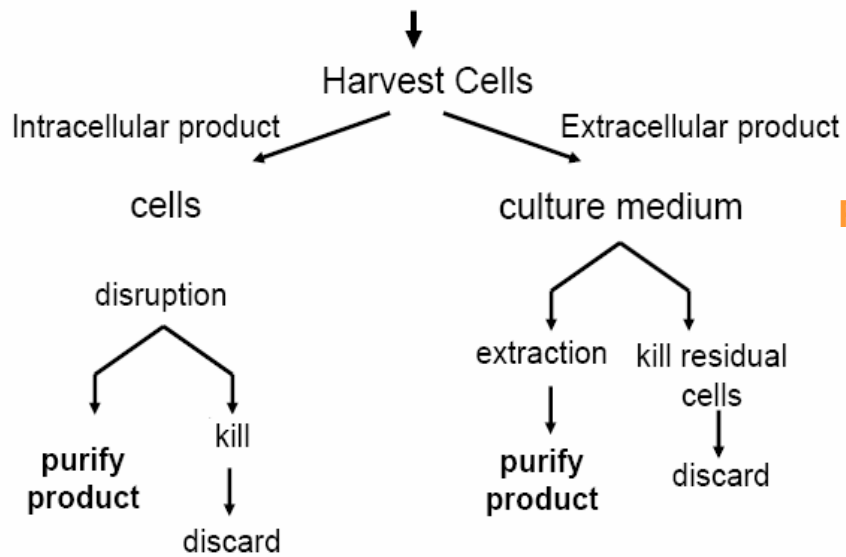 Harvest Cells
Intracellular product
Extracellular product
cells
culture medium
disruption
extraction
kill residual
cells
kill
purify
product
purify
product
discard
discard